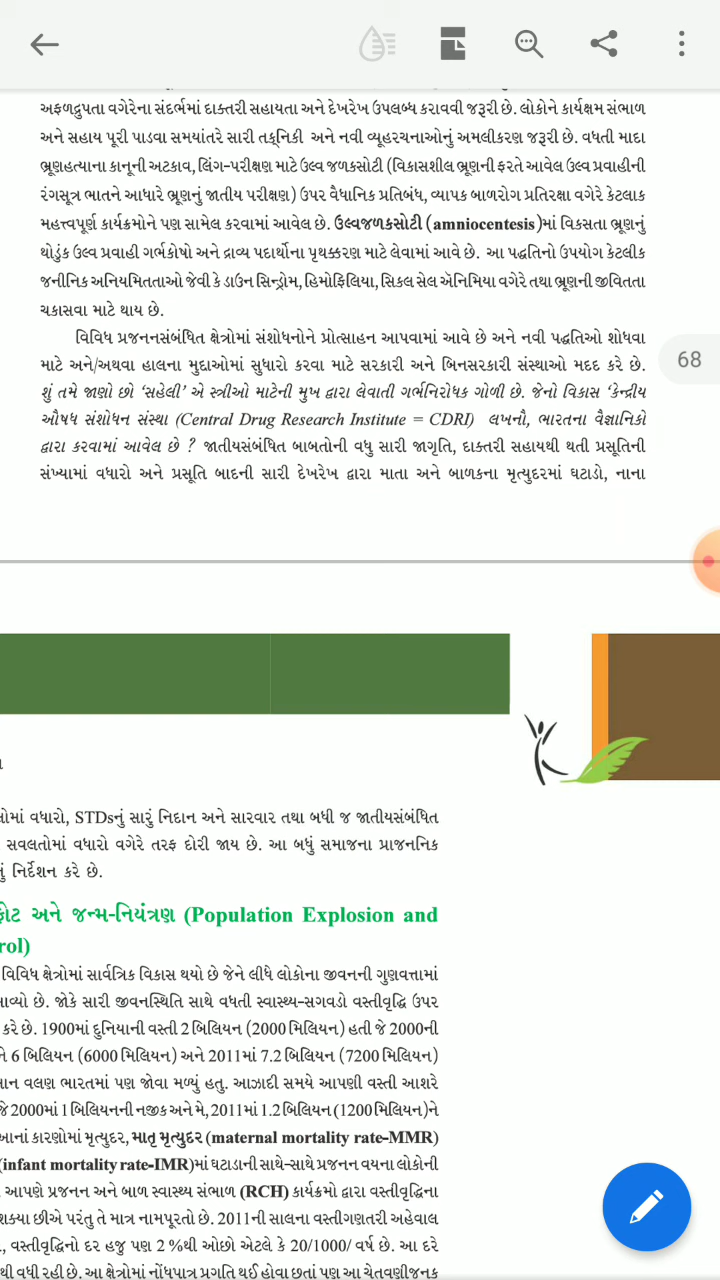 અફળદ્રુપતા વગેરેના સંદર્ભમાં દાક્તરી સહાયતા અને દેખરેખ ઉપલબ્ધ કરાવવી જરૂરી છે. લોકોને કાર્યક્ષમ સંભાળ
અને સહાય પૂરી પાડવા સમયાંતરે સારી તક્નિકી અને નવી વ્યૂહરચનાઓનું અમલીકરણ જરૂરી છે. વધતી માદા
ભ્રૂણહત્યાના કાનૂની અટકાવ, લિંગ-પરીક્ષણ માટે ઉલ્વ જળકસોટી (વિકાસશીલ ભ્રૂણની ફરતે આવેલ ઉલ્વ પ્રવાહીની
રંગસૂત્ર ભાતને આધારે ભ્રૂણનું જાતીય પરીક્ષણ) ઉપર વૈધાનિક પ્રતિબંધ, વ્યાપક બાળરોગ પ્રતિરક્ષા વગેરે કેટલાક
મહત્ત્વપૂર્ણ કાર્યક્રમોને પણ સામેલ કરવામાં આવેલ છે. ઉલ્વજળકસોટી (amniocentesis)માં વિકસતા ભ્રૂણનું
થોડુંક ઉલ્વ પ્રવાહી ગર્ભકોષો અને દ્રાવ્ય પદાર્થોના પૃથક્કરણ માટે લેવામાં આવે છે. આ પદ્ધતિનો ઉપયોગ કેટલીક
જનીનિક અનિયમિતતાઓ જેવી કે ડાઉન સિન્ડ્રોમ, હિમોફિલિયા, સિકલ સેલ ઍનિમિયા વગેરે તથા ભ્રૂણની જીવિતતા
ચકાસવા માટે થાય છે.
વિવિધ પ્રજનનસંબંધિત ક્ષેત્રોમાં સંશોધનોને પ્રોત્સાહન આપવામાં આવે છે અને નવી પદ્ધતિઓ શોધવા
માટે અને/અથવા હાલના મુદ્દાઓમાં સુધારો કરવા માટે સરકારી અને બિનસરકારી સંસ્થાઓ મદદ કરે છે.
68
શું તમે જાણો છો ‘સહેલી’ એ સ્ત્રીઓ માટેની મુખ દ્વારા લેવાતી ગર્ભનિરોધક ગોળી છે. જેનો વિકાસ ‘કેન્દ્રીય
ઔષધ સંશોધન સંસ્થા (Central Drug Research Institute = CDRI) લખનૌ, ભારતના વૈજ્ઞાનિકો
દ્વારા કરવામાં આવેલ છે ? જાતીયસંબંધિત બાબતોની વધુ સારી જાગૃતિ, દાક્તરી સહાયથી થતી પ્રસૂતિની
સંખ્યામાં વધારો અને પ્રસૂતિ બાદની સારી દેખરેખ દ્વારા માતા અને બાળકના મૃત્યુદરમાં ઘટાડો, નાના
માં વધારો, STDsનું સારું નિદાન અને સારવાર તથા બધી જ જાતીયસંબંધિત
સવલતોમાં વધારો વગેરે તરફ દોરી જાય છે. આ બધું સમાજના પ્રાજનનિક
નિર્દેશન કરે છે.
ોટ અને જન્મ-નિયંત્રણ (Population Explosion and
rol)
વિવિધ ક્ષેત્રોમાં સાર્વત્રિક વિકાસ થયો છે જેને લીધે લોકોના જીવનની ગુણવત્તામાં
આવ્યો છે. જોકે સારી જીવનસ્થિતિ સાથે વધતી સ્વાસ્થ્ય-સગવડો વસ્તીવૃદ્ધિ ઉપર
કરે છે. 1900માં દુનિયાની વસ્તી 2 બિલિયન (2000 મિલિયન) હતી જે 2000ની
ને 6 બિલિયન (6000 મિલિયન) અને 2011માં 7.2 બિલિયન (7200 મિલિયન)
ાન વલણ ભારતમાં પણ જોવા મળ્યું હતુ. આઝાદી સમયે આપણી વસ્તી આશરે
જે 2000માં 1 બિલિયનની નજીક અને મે, 2011માં 1.2 બિલિયન (1200 મિલિયન)ને
આનાં કારણોમાં મૃત્યુદર, માતૃ મૃત્યુદર (maternal mortality rate-MMR)
(infant mortality rate-IMR)માં ઘટાડાની સાથે-સાથે પ્રજનન વયના લોકોની
આપણે પ્રજનન અને બાળ સ્વાસ્થ્ય સંભાળ (RCH) કાર્યક્રમો દ્વારા વસ્તીવૃદ્ધિના
શક્યા છીએ પરંતુ તે માત્ર નામપૂરતો છે. 2011ની સાલના વસ્તીગણતરી અહેવાલ
, વસ્તીવૃદ્ધિનો દર હજુ પણ 2 %થી ઓછો એટલે કે 20/1000/ વર્ષ છે. આ દરે
થી વધી રહી છે. આ ક્ષેત્રોમાં નોંધપાત્ર પ્રગતિ થઈ હોવા છતાં પણ આ ચેતવણીજનક